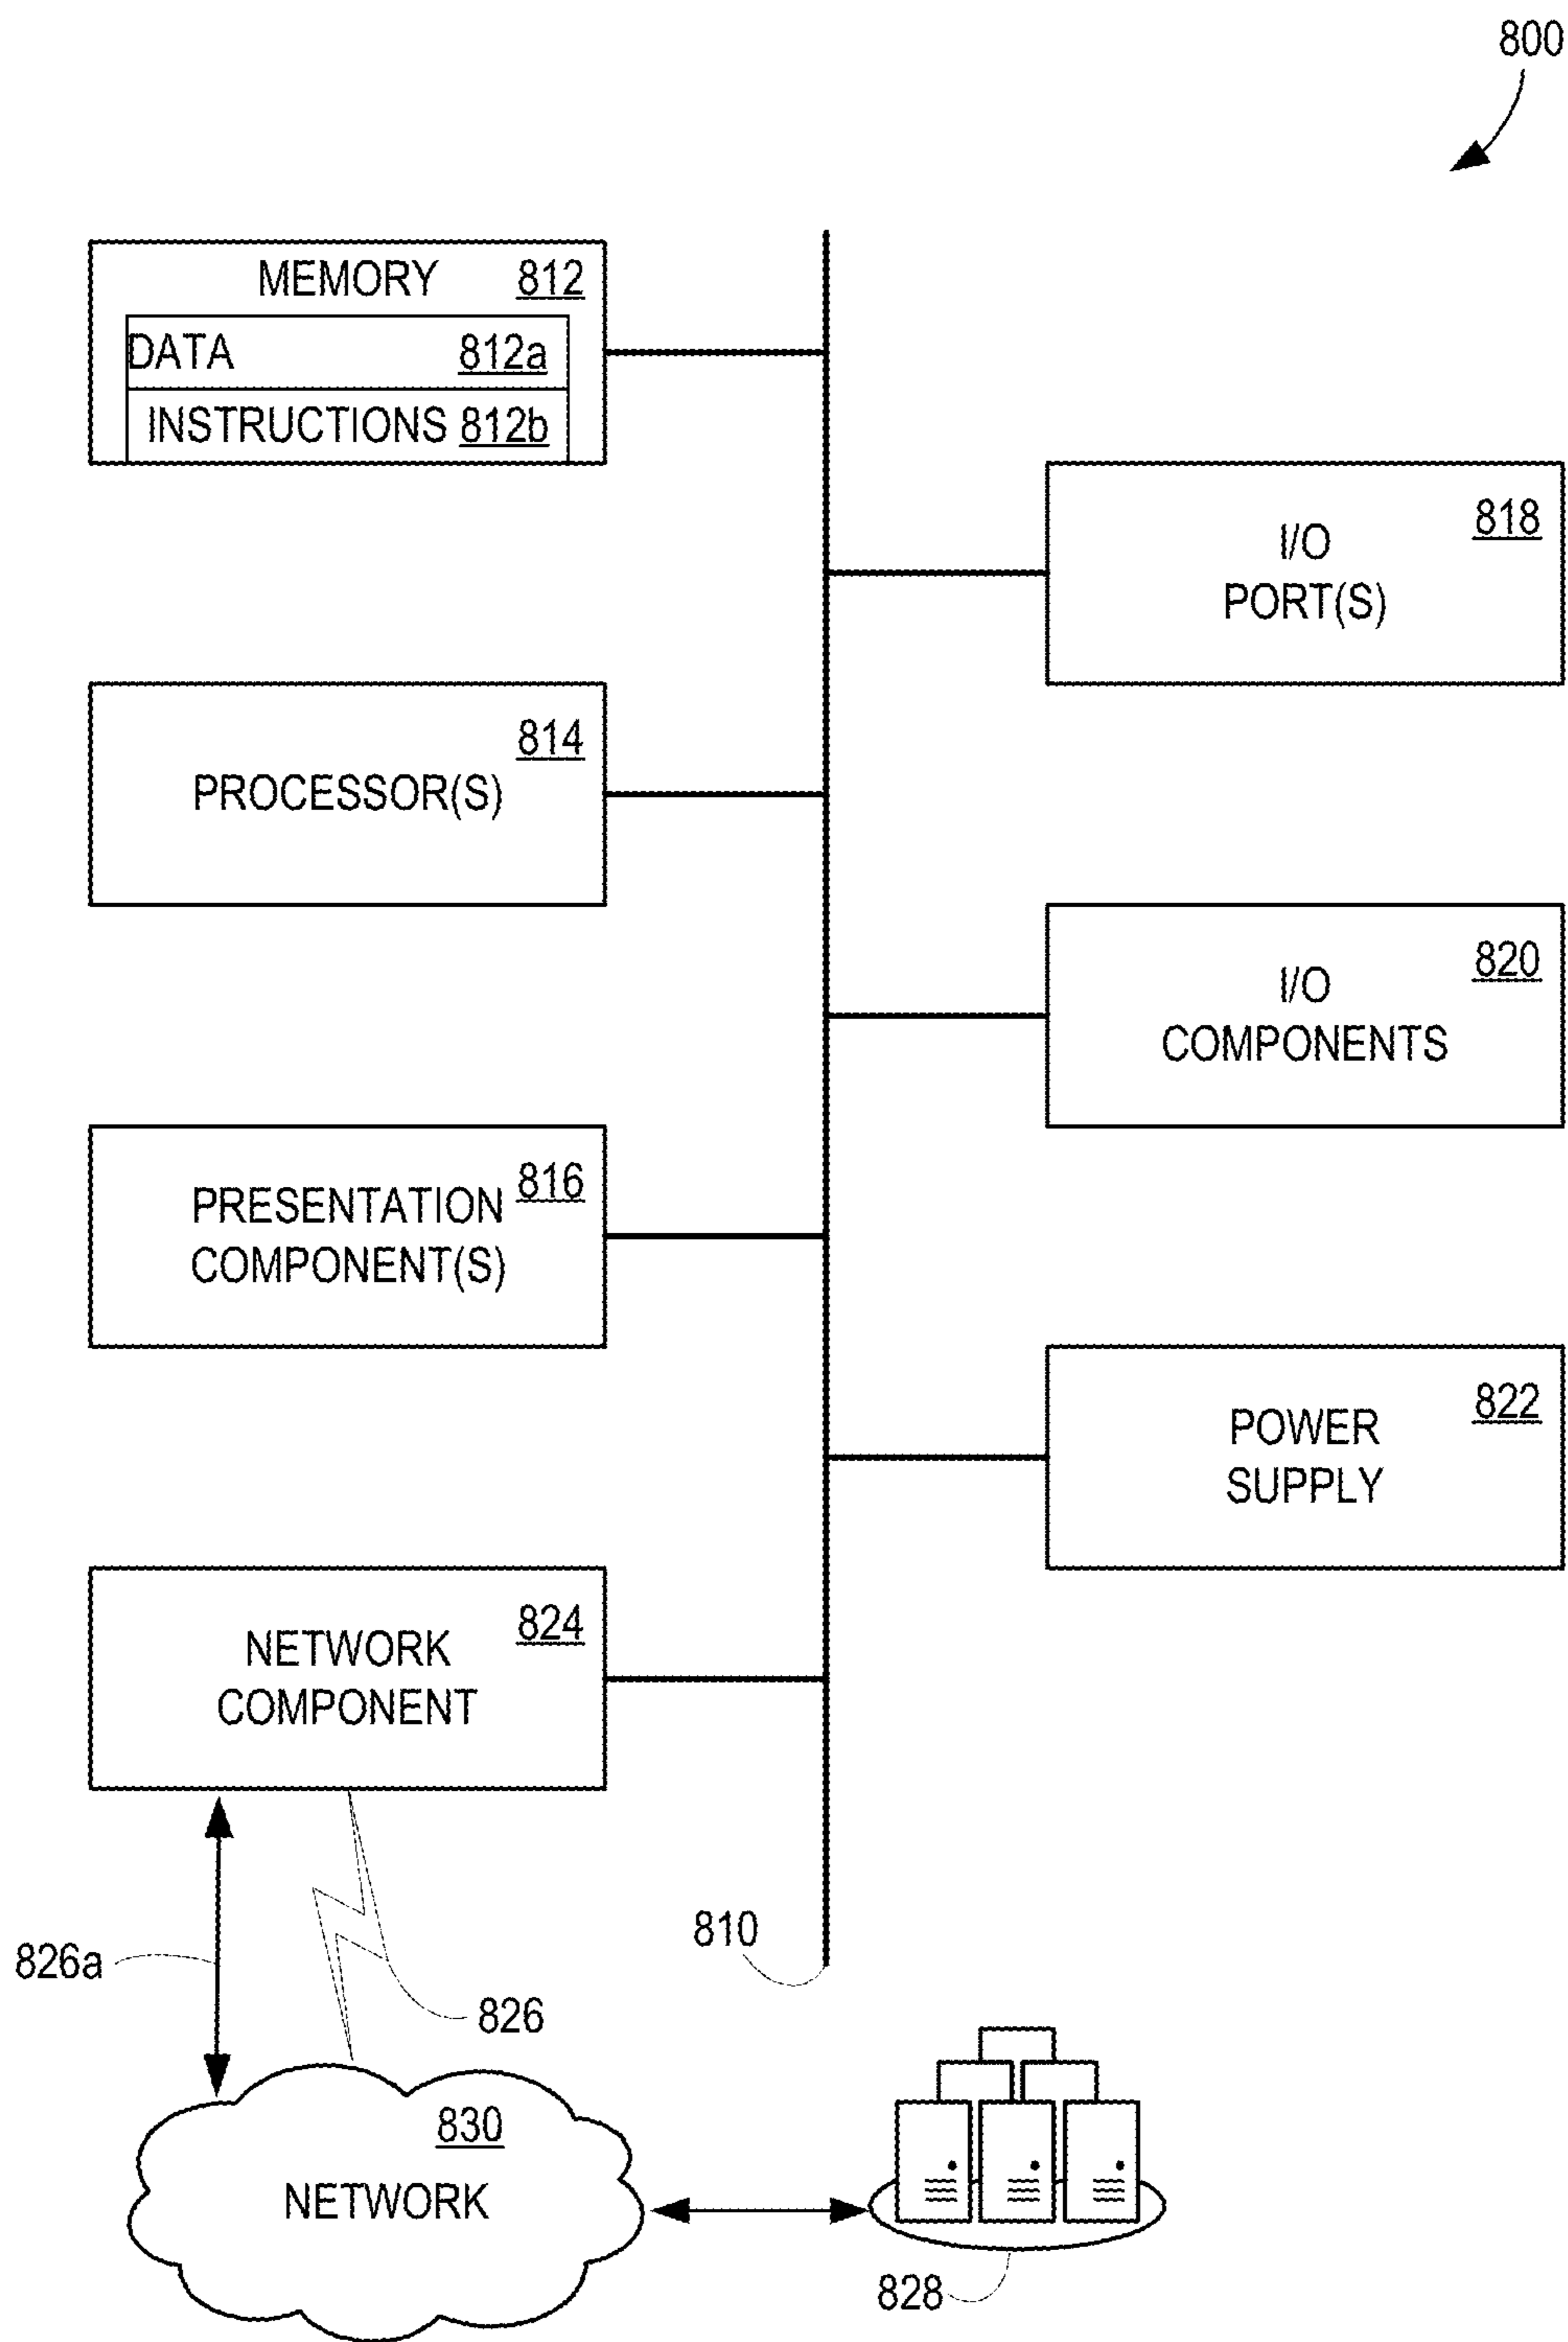 800
MEMORY 812
DATA 812a
INSTRUCTIONS 812b
818
I/O
PORT(S)
814
PROCESSOR(S)
820
I/O
COMPONENTS
816
PRESENTATION
COMPONENT(S)
822
POWER
SUPPLY
824
NETWORK
COMPONENT
810
826a
826
830
NETWORK
828